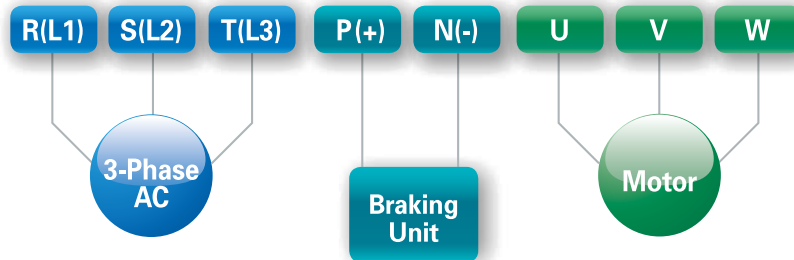 R(L1) S(L2) T(L3) P(+) N(-) U V W
3-Phase
AC
Braking
Unit
Motor